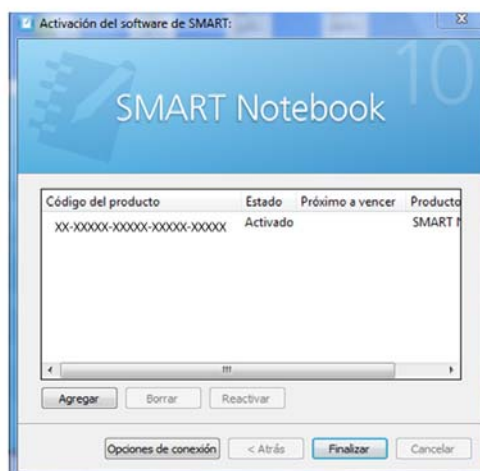 Activación del software de SMART:
10
SMART Notebook
Código del producto Estado Próximo a vencer Producto
XX-XXXXX-XXXXX-XXXXX-XXXXX Activado SMART N
Agregar Borrar Reactivar
Opciones de conexión < Atrás Finalizar Cancelar